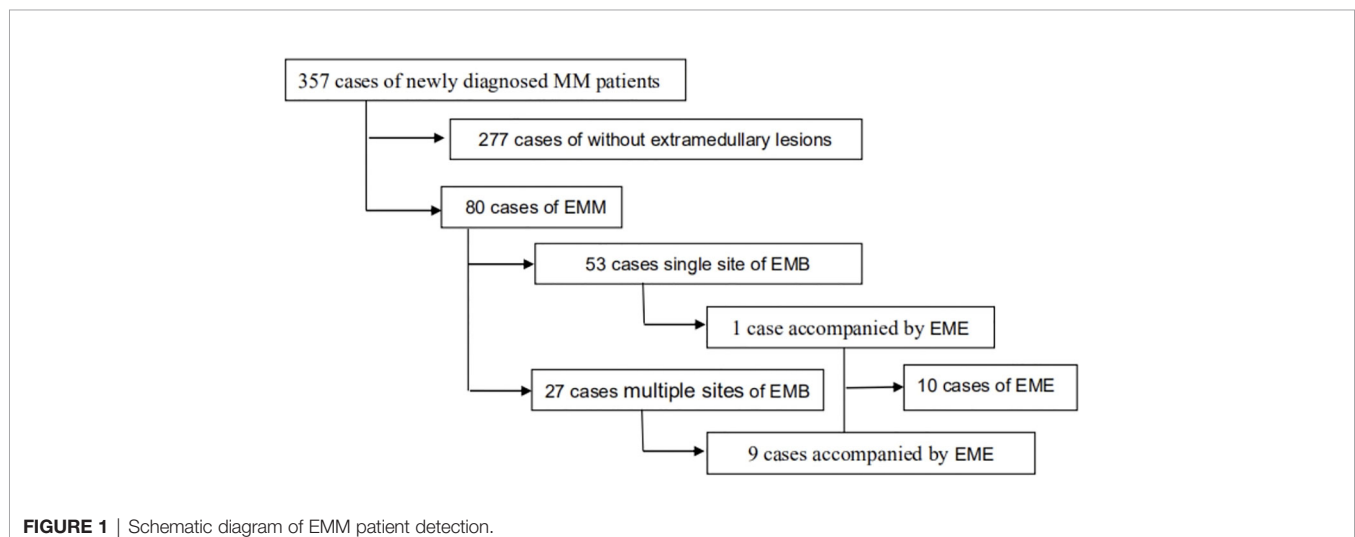 357 cases of newly diagnosed MM patients
277 cases of without extramedullary lesions
80 cases of EMM
53 cases single site of EMB
1 case accompanied by EME
10 cases of EME
27 cases multiple sites of EMB
9 cases accompanied by EME
FIGURE 1 | Schematic diagram of EMM patient detection.